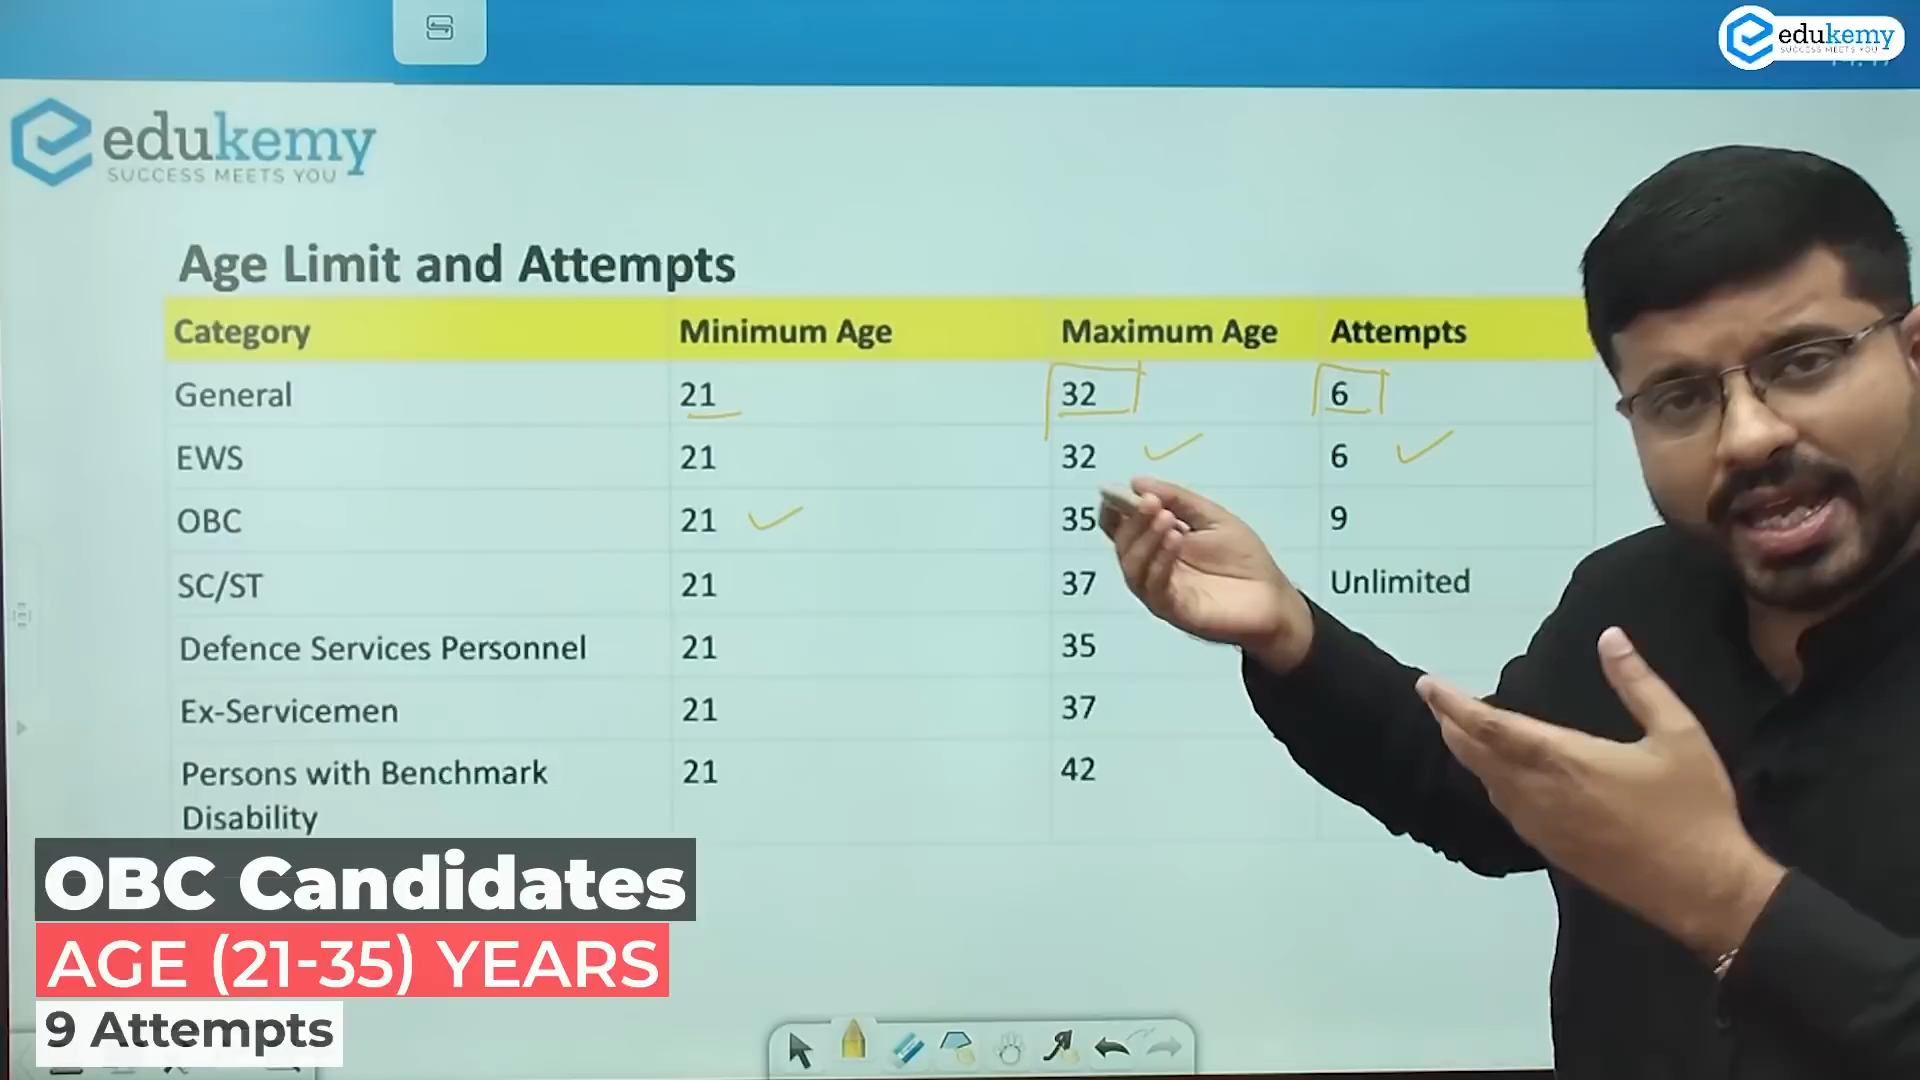 edukemy
SUCCESS MEETS YOU
edukemy
SUCCESS MEETS YOU
Age Limit and Attempts
Category Minimum Age Maximum Age Attempts
General 21 32 6
EWS 21 32 6
OBC 21 35 9
SC/ST 21 37 Unlimited
Defence Services Personnel 21 35
Ex-Servicemen 21 37
Persons with Benchmark 21 42
Disability
OBC Candidates
AGE (21-35) YEARS
9 Attempts